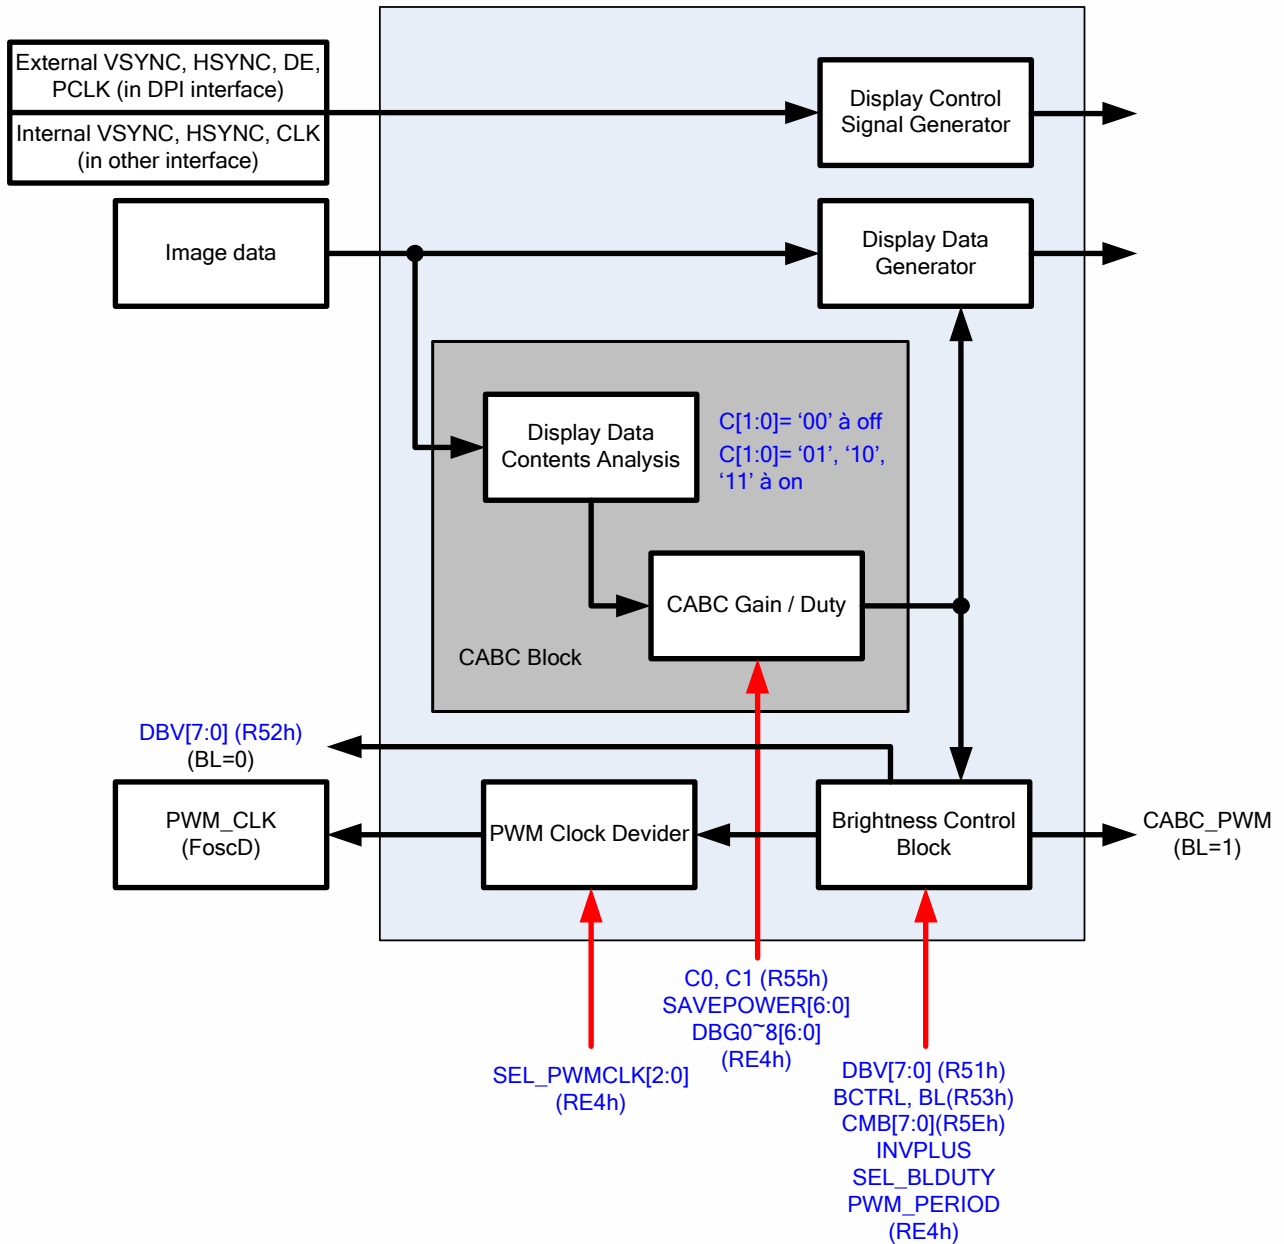 External VSYNC, HSYNC, DE,
PCLK (in DPI interface)
Internal VSYNC, HSYNC, CLK
(in other interface)
Display Control
Signal Generator
Image data
Display Data
Generator
Display Data
Contents Analysis
C[1:0]= ‘00’ à off
C[1:0]= ‘01’, ‘10’,
‘11’ à on
CABC Gain / Duty
CABC Block
DBV[7:0] (R52h)
(BL=0)
PWM_CLK
(FoscD)
PWM Clock Devider
Brightness Control
Block
CABC_PWM
(BL=1)
SEL_PWMCLK[2:0]
(RE4h)
C0, C1 (R55h)
SAVEPOWER[6:0]
DBG0~8[6:0]
(RE4h)
DBV[7:0] (R51h)
BCTRL, BL(R53h)
CMB[7:0](R5Eh)
INVPLUS
SEL_BLDUTY
PWM_PERIOD
(RE4h)